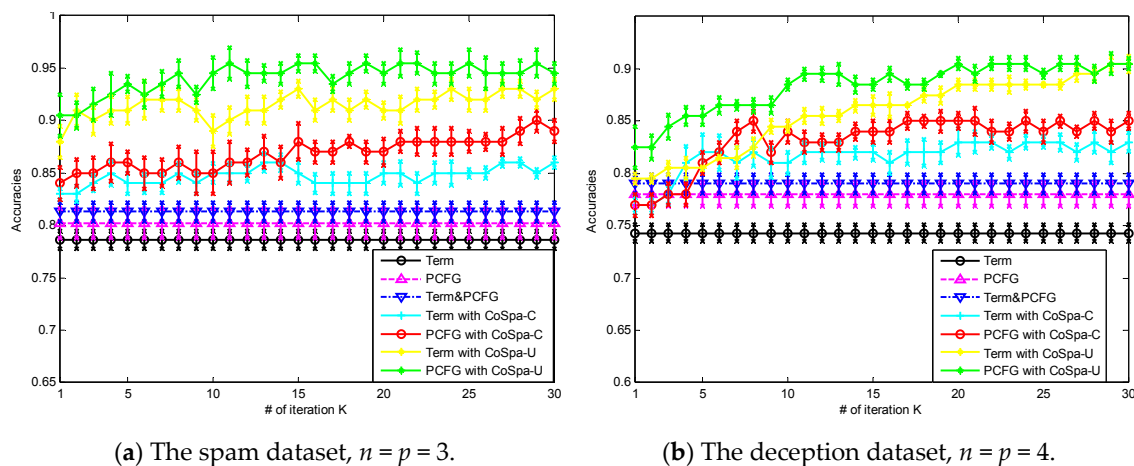 1
0.95
0.9
0.85
0.8
0.75
0.7
0.65
Accuracies
1 5 10 15 20 25 30
# of iteration K
Term
PCFG
Term&PCFG
Term with CoSpa-C
PCFG with CoSpa-C
Term with CoSpa-U
PCFG with CoSpa-U
(a) The spam dataset, n = p = 3.
0.9
0.85
0.8
0.75
0.7
0.65
0.6
Accuracies
1 5 10 15 20 25 30
# of iteration K
Term
PCFG
Term&PCFG
Term with CoSpa-C
PCFG with CoSpa-C
Term with CoSpa-U
PCFG with CoSpa-U
(b) The deception dataset, n = p = 4.